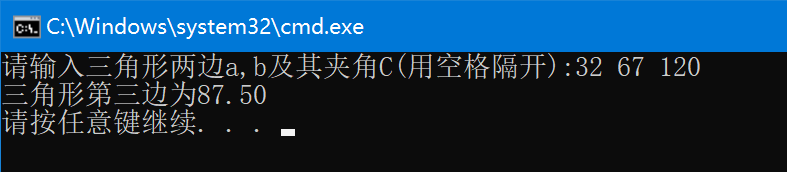 C:\Windows\system32\cmd.exe
请输入三角形两边a,b及其夹角C(用空格隔开):32 67 120
三角形第三边为87.50
请按任意键继续. . .